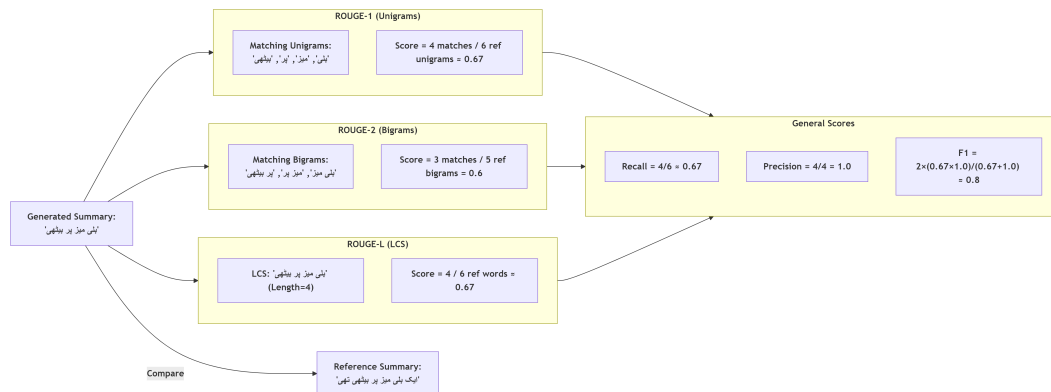 ROUGE-1 (Unigrams)
Matching Unigrams:
'بلی', 'میز', 'پر', 'بیٹھی'
Score = 4 matches / 6 ref
unigrams = 0.67
ROUGE-2 (Bigrams)
Matching Bigrams:
'بلی میز', 'میز پر', 'پر بیٹھی'
Score = 3 matches / 5 ref
bigrams = 0.6
General Scores
Recall = 4/6 = 0.67
Precision = 4/4 = 1.0
F1 =
2×(0.67×1.0)/(0.67+1.0)
= 0.8
Generated Summary:
'بلی میز پر بیٹھی'
ROUGE-L (LCS)
LCS: 'بلی میز پر بیٹھی'
(Length=4)
Score = 4 / 6 ref words =
0.67
Compare
Reference Summary:
'ایک بلی میز پر بیٹھی تھی'